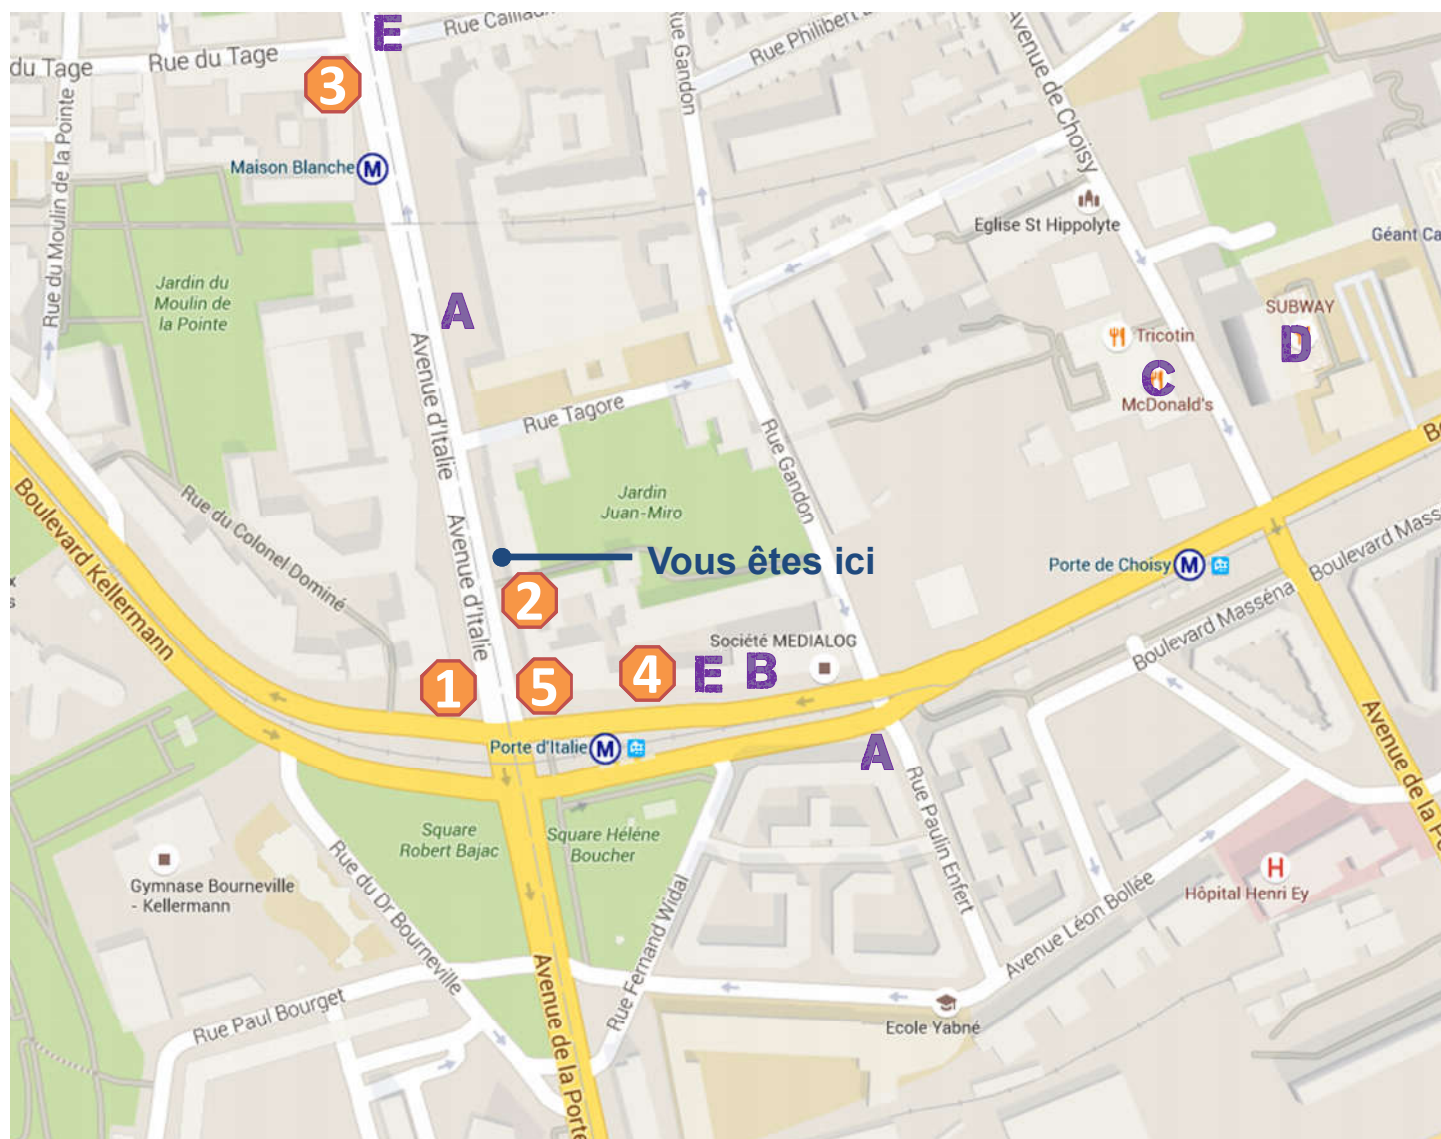 E
Rue Caillaux
Rue du Tage
du Tage
3
Rue Gandon
Rue Philibert
Avenue de Choisy
Rue du Moulin de la Pointe
Maison Blanche
M
Eglise St Hippolyte
Géant Ca
Jardin du
Moulin de
la Pointe
A
SUBWAY
D
Tricotin
C
McDonald's
Avenue d'Italie
Rue Tagore
Rue Gandon
Jardin
Juan-Miro
Boulevard Kellermann
Rue du Colonel Dominé
Avenue d'Italie
Vous êtes ici
2
Porte de Choisy
M
Boulevard Mass
Boulevard Masséna
Société MEDIALOG
1
5
4
E
B
Porte d'Italie
M
A
Rue Paulin Enfert
Avenue de la Po
Square
Robert Bajac
Square Hélène
Boucher
Gymnase Bourneville
- Kellermann
Rue du Dr Bourneville
Rue Fernand Widal
H
Hôpital Henri Ey
Avenue Léon Bollée
Rue Paul Bourget
Avenue de la Porte
Ecole Yabné